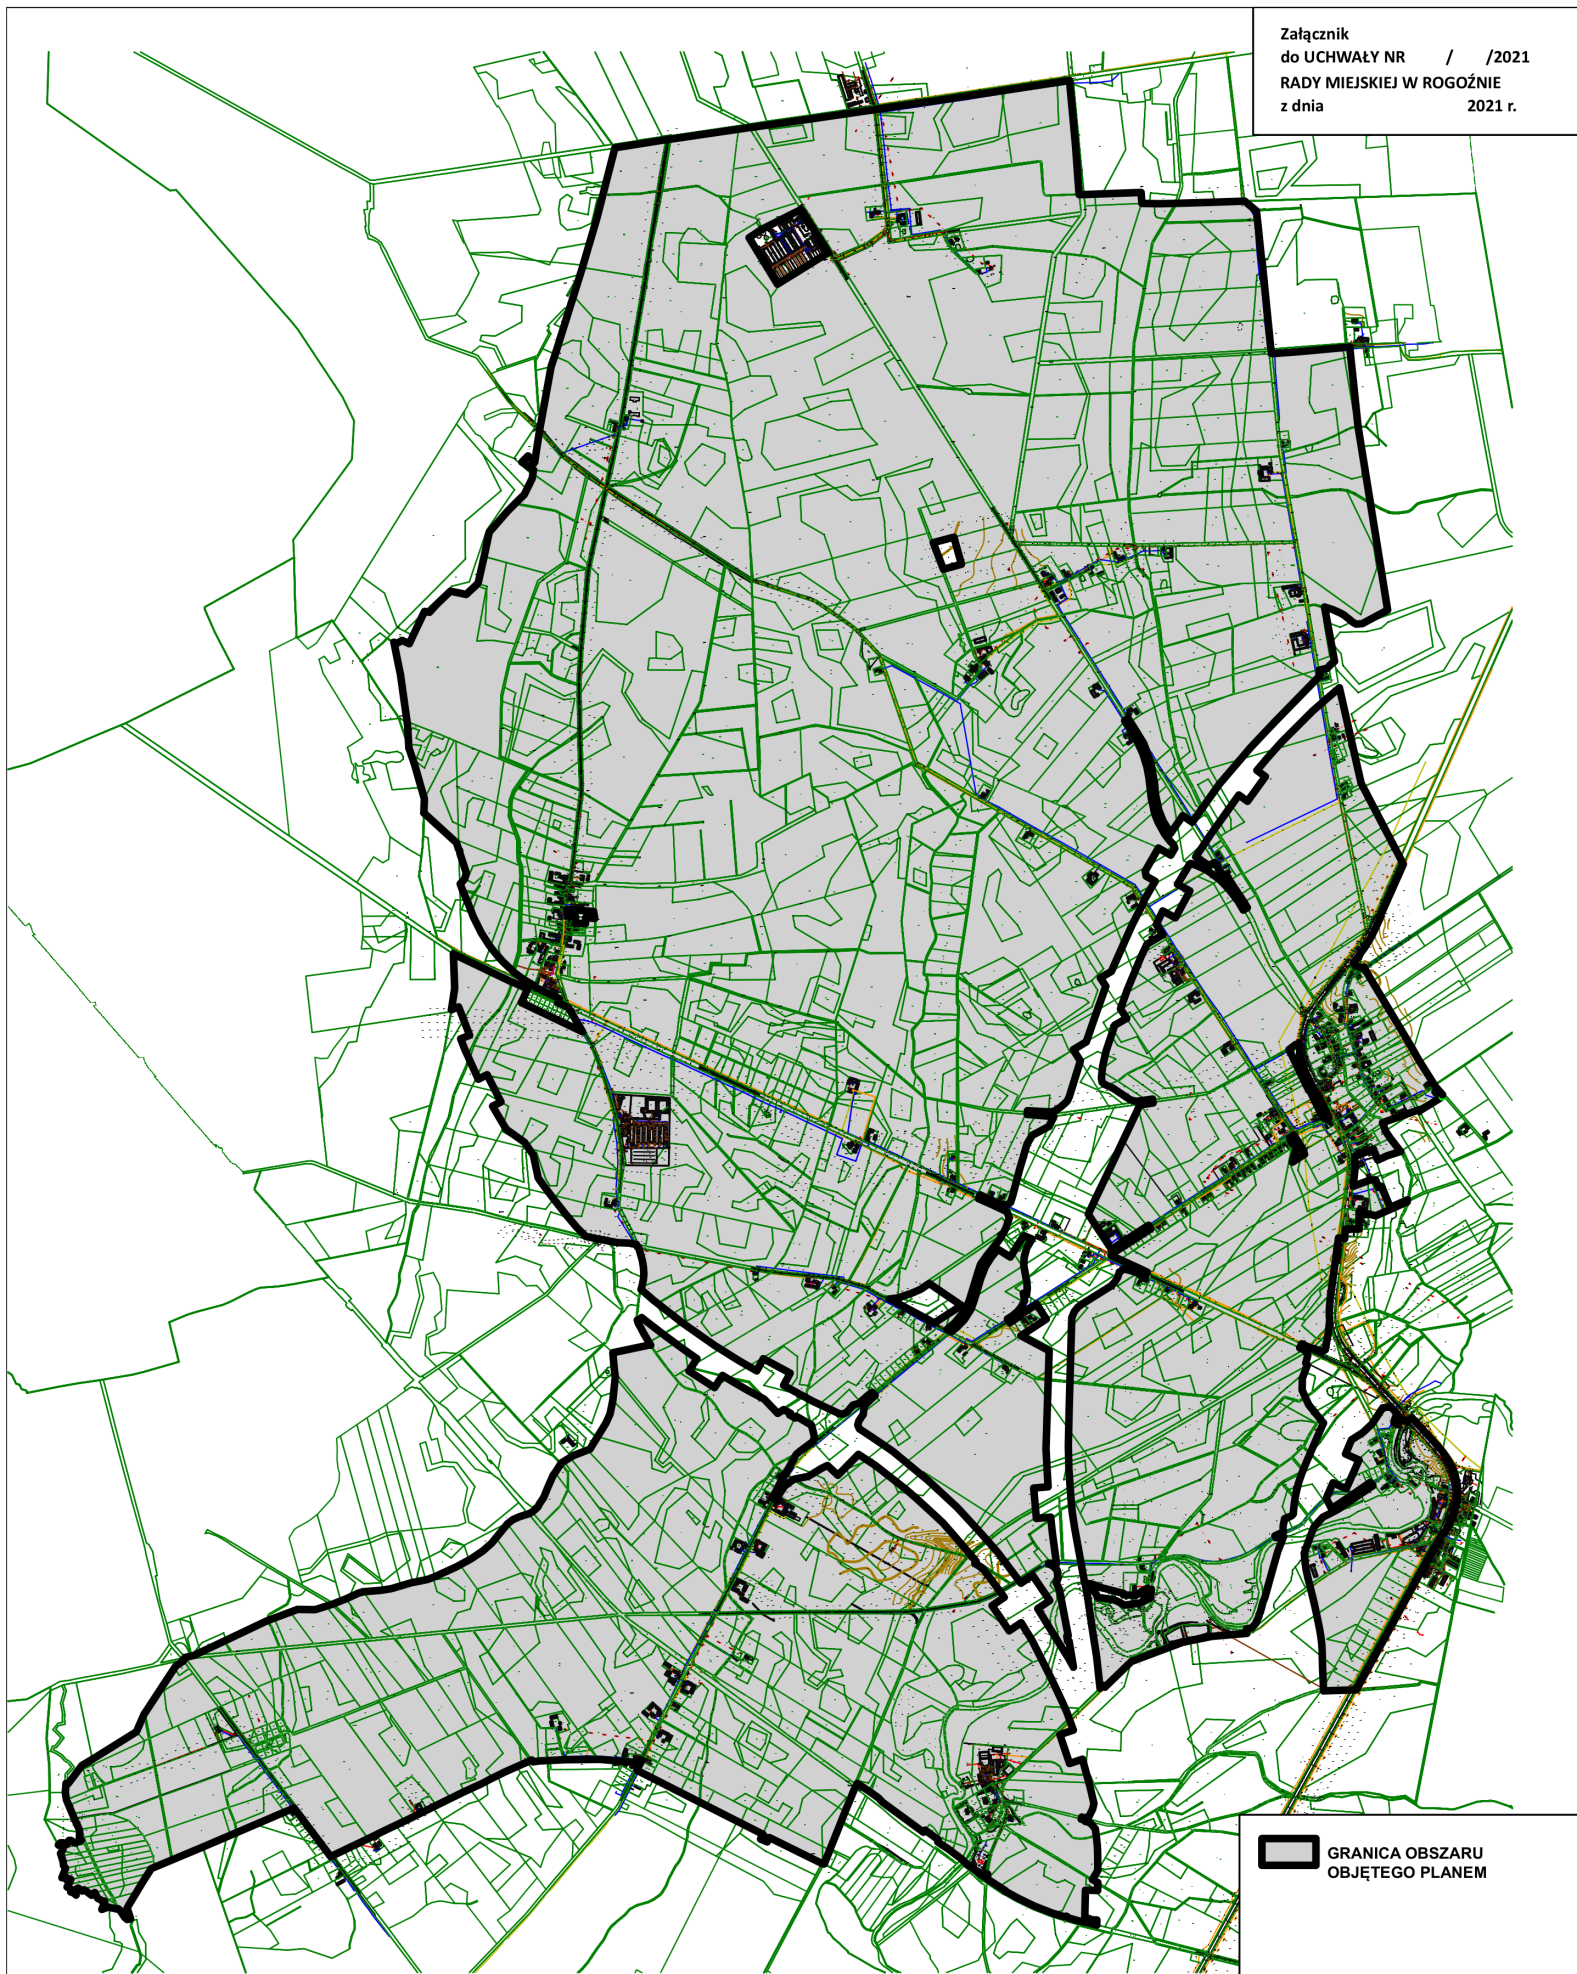 Załącznik
do UCHWAŁY NR / /2021
RADY MIEJSKIEJ W ROGOŹNIE
z dnia 2021 r.
GRANICA OBSZARU
OBJĘTEGO PLANEM